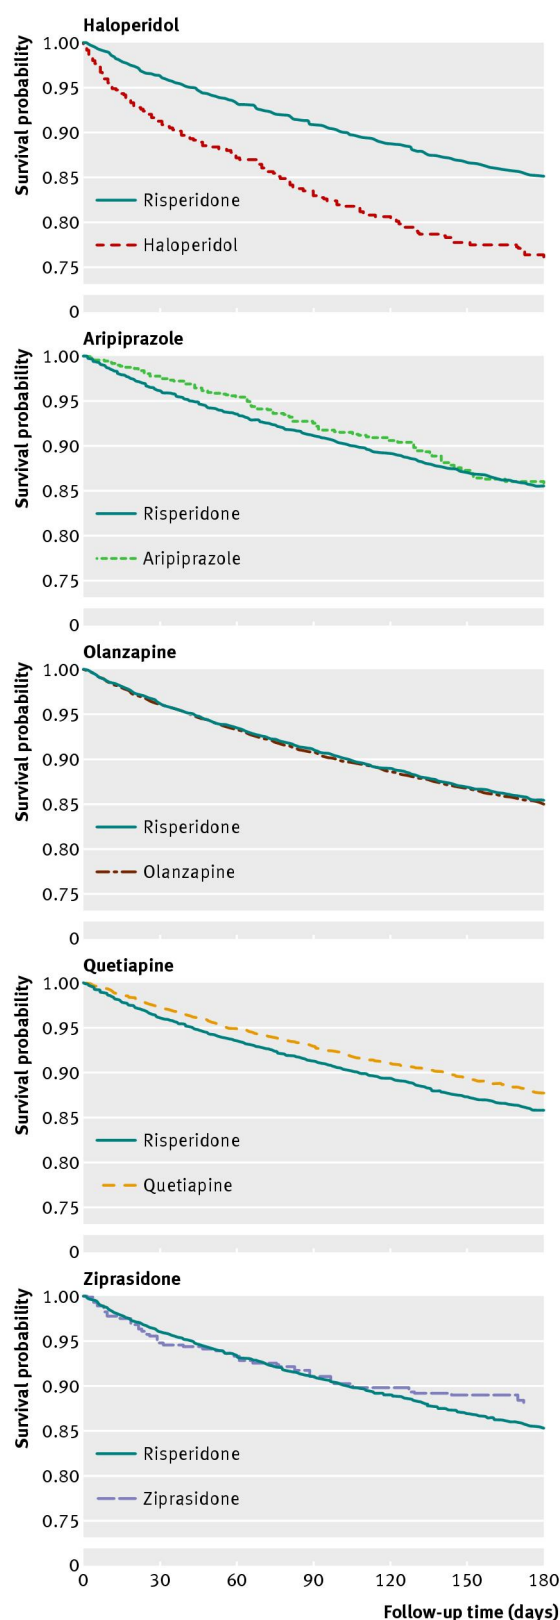 Haloperidol
Survival probability
1.00
0.95
0.90
0.85
0.80
0.75
0
Risperidone
Haloperidol
Aripiprazole
Survival probability
1.00
0.95
0.90
0.85
0.80
0.75
0
Risperidone
Aripiprazole
Olanzapine
Survival probability
1.00
0.95
0.90
0.85
0.80
0.75
0
Risperidone
Olanzapine
Quetiapine
Survival probability
1.00
0.95
0.90
0.85
0.80
0.75
0
Risperidone
Quetiapine
Ziprasidone
Survival probability
1.00
0.95
0.90
0.85
0.80
0.75
0
Risperidone
Ziprasidone
0 30 60 90 120 150 180
Follow-up time (days)